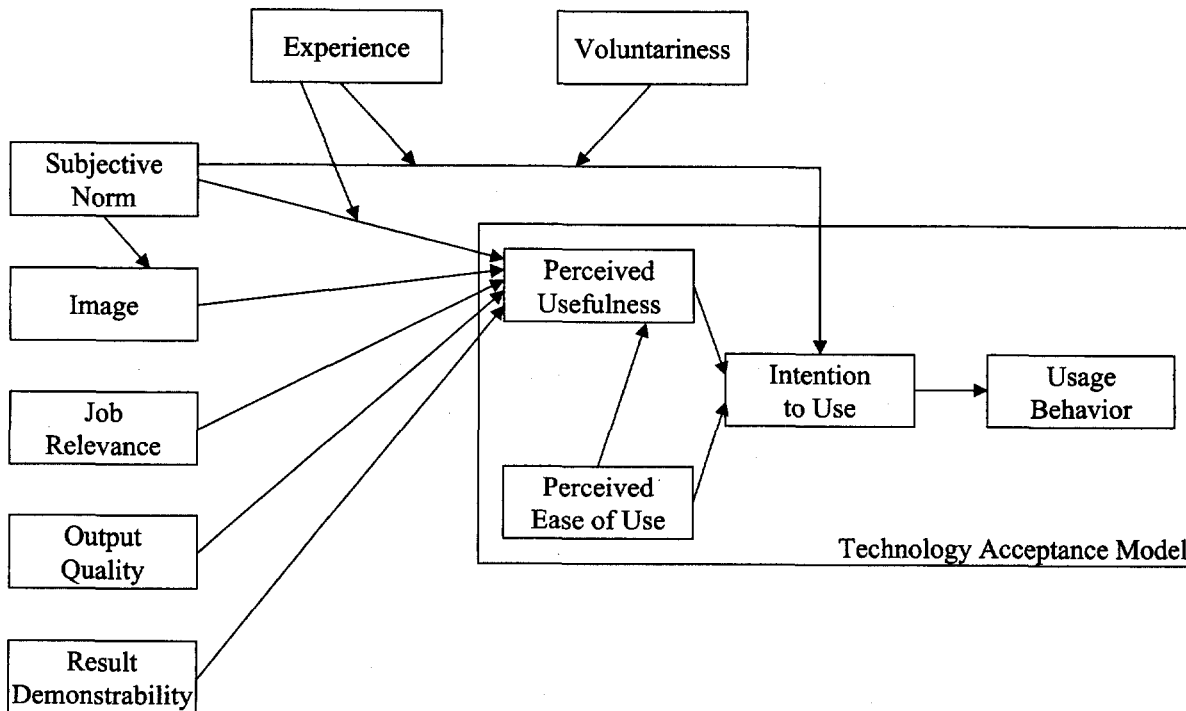 Experience
Voluntariness
Subjective
Norm
Image
Job
Relevance
Output
Quality
Result
Demonstrability
Perceived
Usefulness
Perceived
Ease of Use
Intention
to Use
Usage
Behavior
Technology Acceptance Model